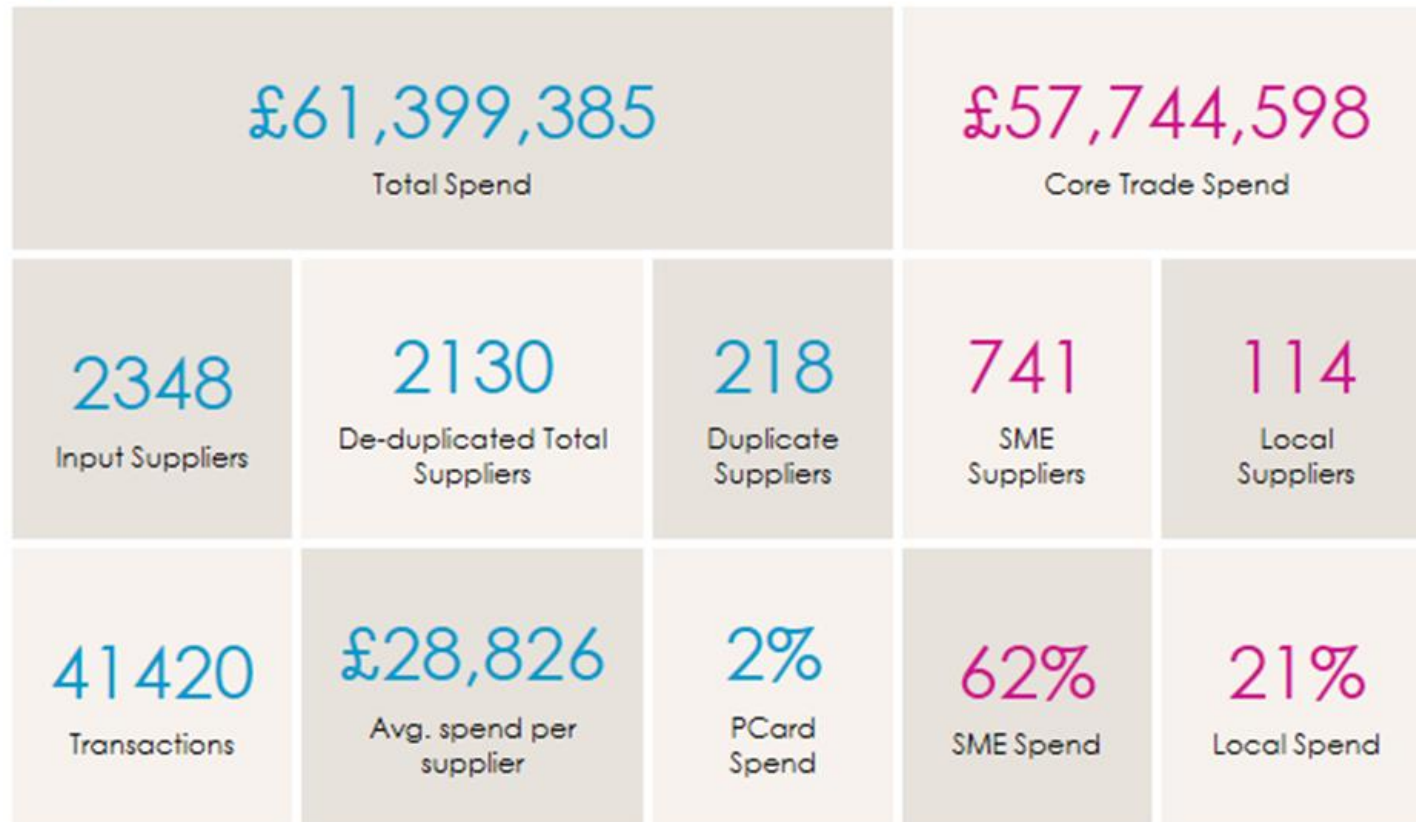 £61,399,385
Total Spend
£57,744,598
Core Trade Spend
2348
Input Suppliers
2130
De-duplicated Total
Suppliers
218
Duplicate
Suppliers
741
SME
Suppliers
114
Local
Suppliers
41420
Transactions
£28,826
Avg. spend per
supplier
2%
PCard
Spend
62%
SME Spend
21%
Local Spend